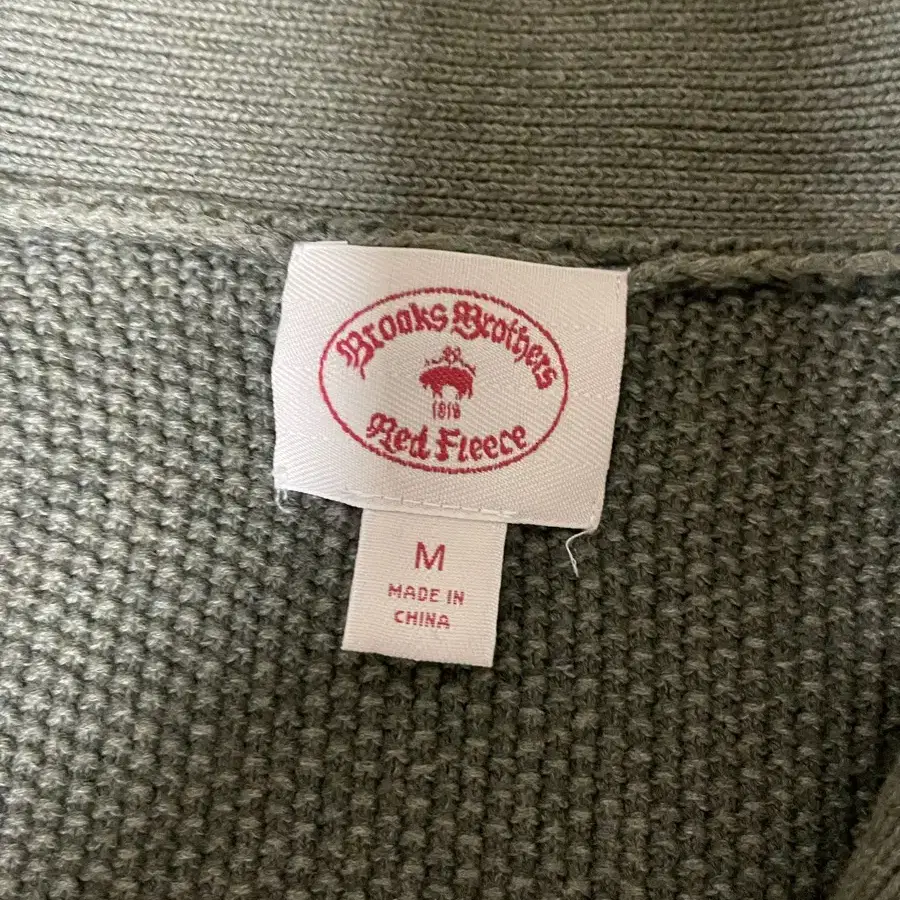 Brooks Brothers
1818
Red Fleece
M
MADE IN
CHINA